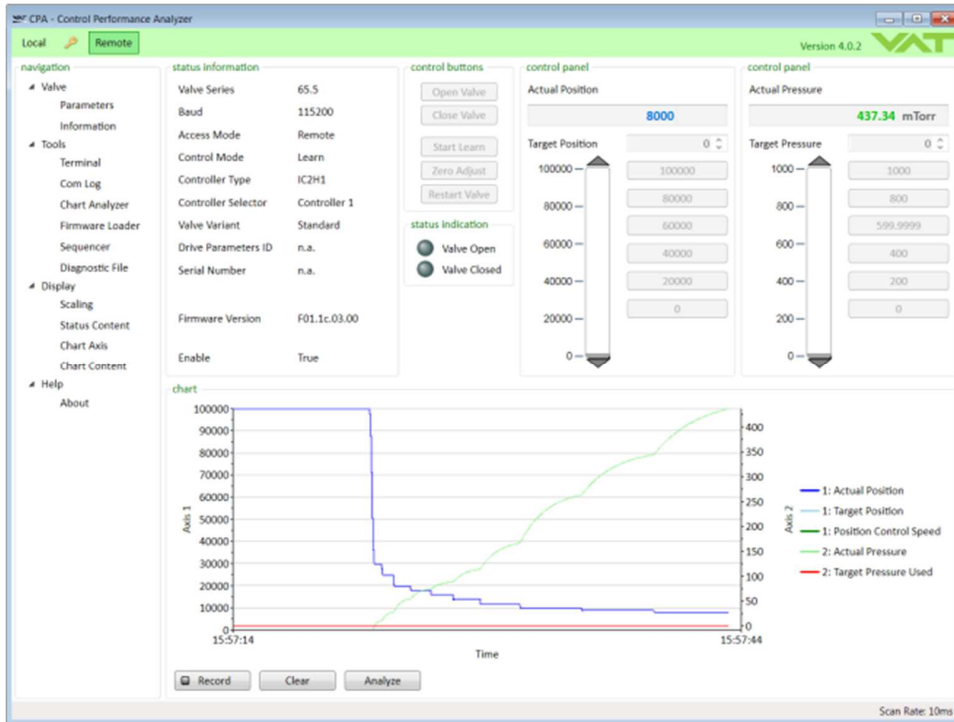 CPA - Control Performance Analyzer
Local Remote Version 4.0.2 VAT
navigation
Valve
Parameters
Information
Tools
Terminal
Com Log
Chart Analyzer
Firmware Loader
Sequencer
Diagnostic File
Display
Scaling
Status Content
Chart Axis
Chart Content
Help
About
status information
Valve Series 65.5
Baud 115200
Access Mode Remote
Control Mode Learn
Controller Type IC2H1
Controller Selector Controller 1
Valve Variant Standard
Drive Parameters ID n.a.
Serial Number n.a.
Firmware Version F01.1c.03.00
Enable True
control buttons
Open Valve
Close Valve
Start Learn
Zero Adjust
Restart Valve
status indication
Valve Open
Valve Closed
control panel
Actual Position
8000
Target Position 0
100000 100000
80000 80000
60000 60000
40000 40000
20000 20000
0 0
control panel
Actual Pressure
437.34 mTorr
Target Pressure 0
1000 1000
800 800
600 599.9999
400 400
200 200
0 0
chart
100000
90000
80000
70000
60000
50000
40000
30000
20000
10000
0
Axis 1
400
350
300
250
200
150
100
50
0
Axis 2
15:57:14 15:57:44
Time
1: Actual Position
1: Target Position
1: Position Control Speed
2: Actual Pressure
2: Target Pressure Used
Record Clear Analyze
Scan Rate: 10ms